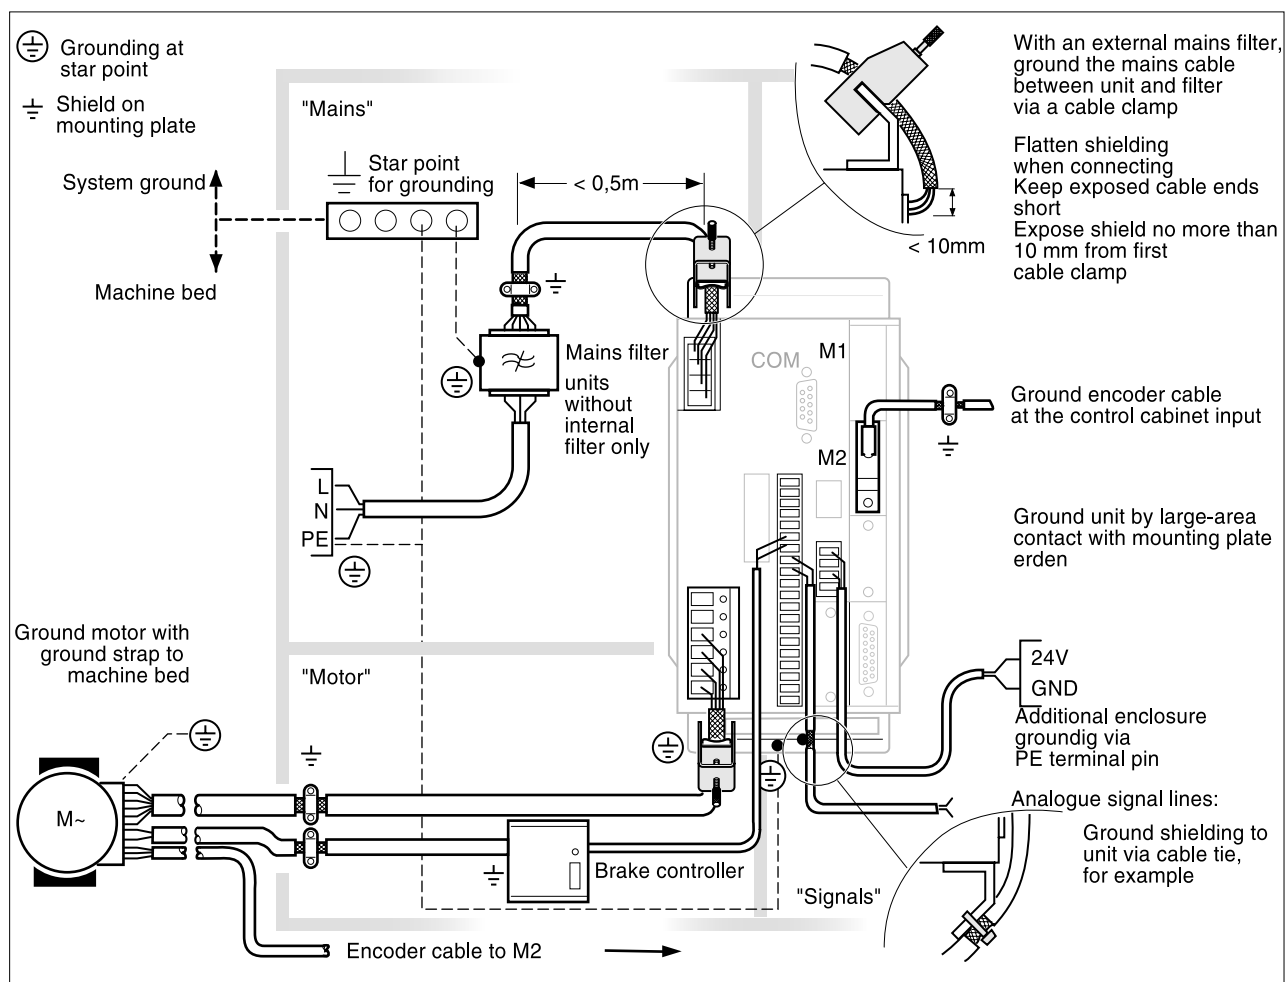 Grounding at
star point
Shield on
mounting plate
System ground
Machine bed
"Mains"
Star point
for grounding
< 0,5m
With an external mains filter,
ground the mains cable
between unit and filter
via a cable clamp
Flatten shielding
when connecting
Keep exposed cable ends
short
Expose shield no more than
10 mm from first
cable clamp
< 10mm
Mains filter
units
without
internal
filter only
COM
M1
M2
Ground encoder cable
at the control cabinet input
L
N
PE
Ground unit by large-area
contact with mounting plate
erden
Ground motor with
ground strap to
machine bed
"Motor"
24V
GND
Additional enclosure
groundig via
PE terminal pin
M~
Analogue signal lines:
Ground shielding to
unit via cable tie,
for example
Brake controller
"Signals"
Encoder cable to M2